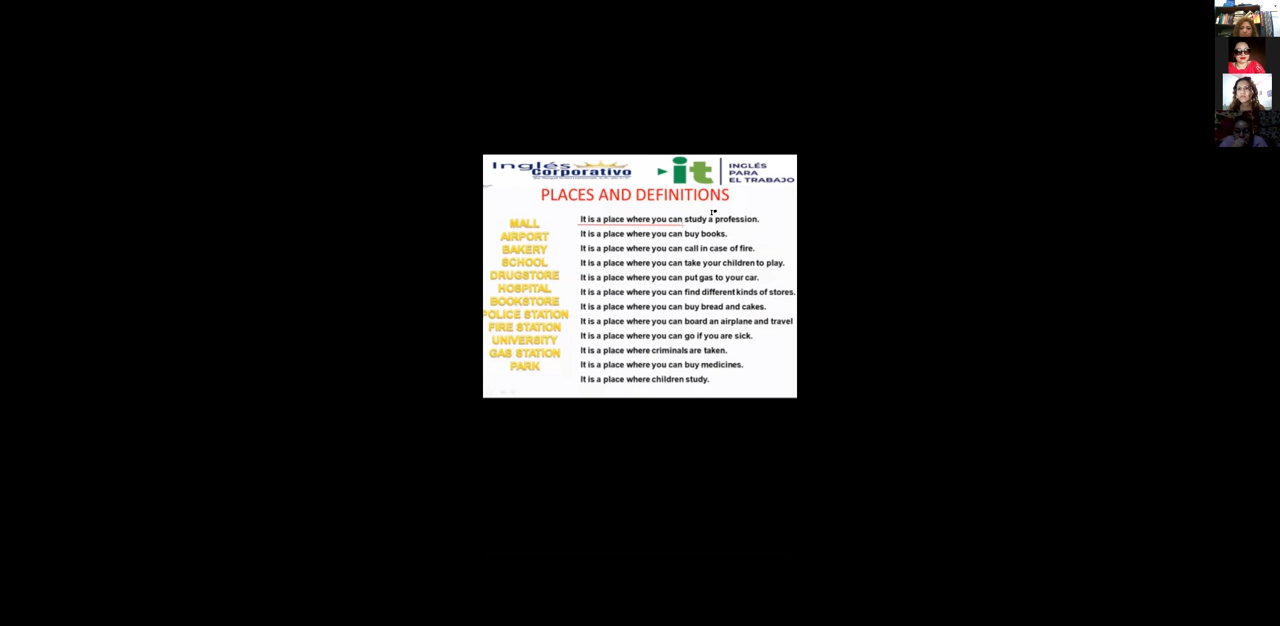 Inglés
corporativo
it
INGLÉS
PARA
EL TRABAJO
PLACES AND DEFINITIONS
MALL
AIRPORT
BAKERY
SCHOOL
DRUGSTORE
HOSPITAL
BOOKSTORE
POLICE STATION
FIRE STATION
UNIVERSITY
GAS STATION
PARK
It is a place where you can study a profession.
It is a place where you can buy books.
It is a place where you can call in case of fire.
It is a place where you can take your children to play.
It is a place where you can put gas to your car.
It is a place where you can find different kinds of stores.
It is a place where you can buy bread and cakes.
It is a place where you can board an airplane and travel
It is a place where you can go if you are sick.
It is a place where criminals are taken.
It is a place where you can buy medicines.
It is a place where children study.